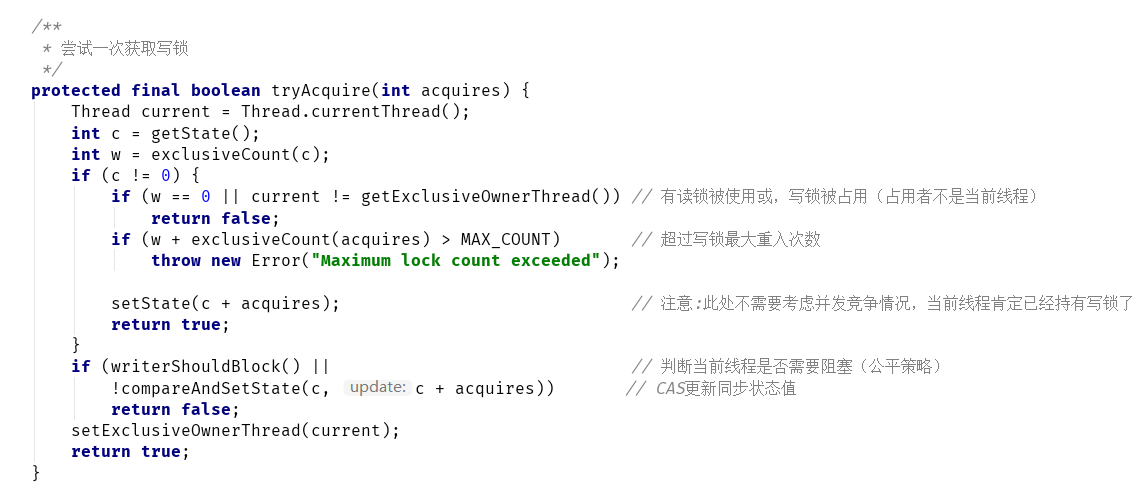 /**
 * 尝试一次获取写锁
 */
protected final boolean tryAcquire(int acquires) {
    Thread current = Thread.currentThread();
    int c = getState();
    int w = exclusiveCount(c);
    if (c != 0) {
        if (w == 0 || current != getExclusiveOwnerThread()) // 有读锁被使用或，写锁被占用（占用者不是当前线程）
            return false;
        if (w + exclusiveCount(acquires) > MAX_COUNT)       // 超过写锁最大重入次数
            throw new Error("Maximum lock count exceeded");
        setState(c + acquires);                             // 注意:此处不需要考虑并发竞争情况，当前线程肯定已经持有写锁了
        return true;
    }
    if (writerShouldBlock() ||                              // 判断当前线程是否需要阻塞（公平策略）
        !compareAndSetState(c, update: c + acquires))       // CAS更新同步状态值
        return false;
    setExclusiveOwnerThread(current);
    return true;
}